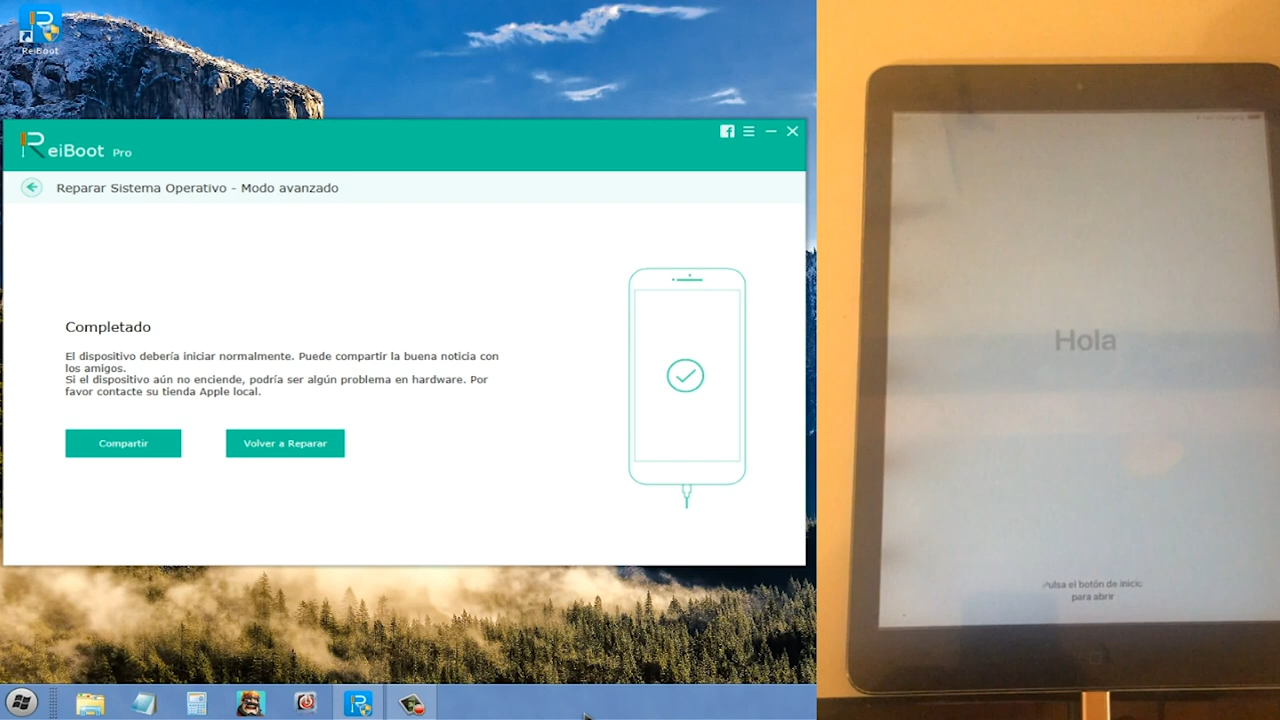 ReiBoot
ReiBoot Pro
Reparar Sistema Operativo - Modo avanzado
Completado
El dispositivo debería iniciar normalmente. Puede compartir la buena noticia con
los amigos.
Si el dispositivo aún no enciende, podría ser algún problema en hardware. Por
favor contacte su tienda Apple local.
Compartir
Volver a Reparar
Hola
Pulsa el botón de inicio
para abrir